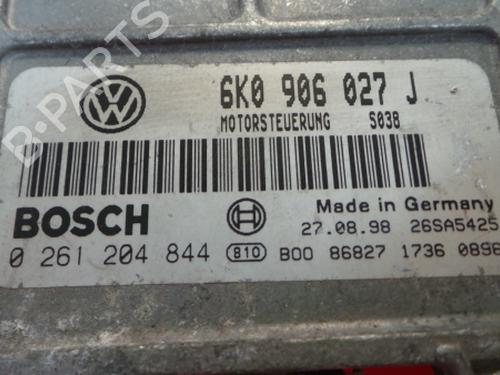 B-PARTS
6K0 906 027 J
MOTORSTEUERUNG S038
BOSCH
Made in Germany
27.08.98 26SA5425
0 261 204 844 810 B00 86827 1736 0896